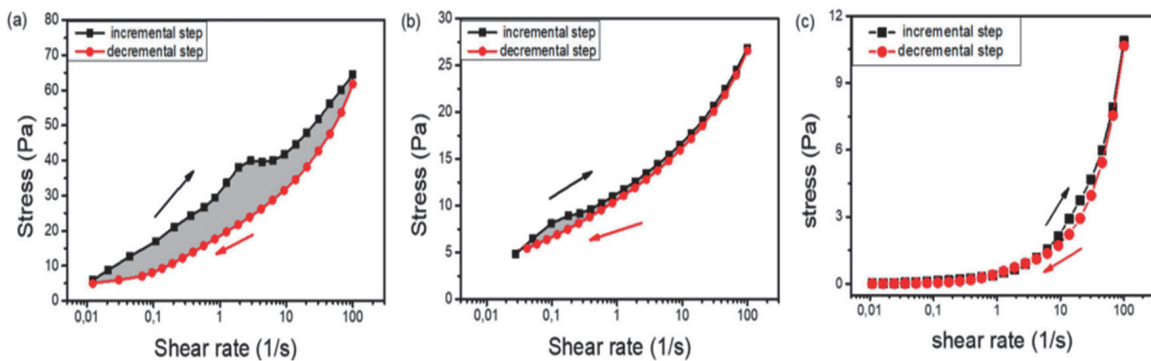 (a)
incremental step
decremental step
Stress (Pa)
80
70
60
50
40
30
20
10
0
0,01
0,1
1
10
100
Shear rate (1/s)
(b)
incremental step
decremental step
Stress (Pa)
30
25
20
15
10
5
0
0,01
0,1
1
10
100
Shear rate (1/s)
(c)
incremental step
decremental step
stress (Pa)
12
9
6
3
0
0,01
0,1
1
10
100
shear rate (1/s)